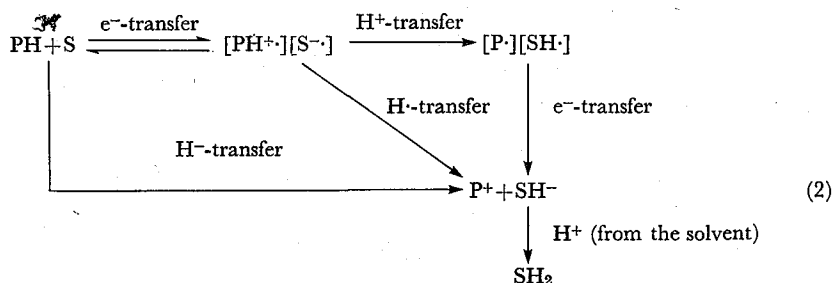 e⁻-transfer H⁺-transfer
PH+S [PH⁺·][S⁻·] [P·][SH·]
H·-transfer e⁻-transfer
H⁻-transfer
P⁺+SH⁻ (2)
H⁺ (from the solvent)
SH₂